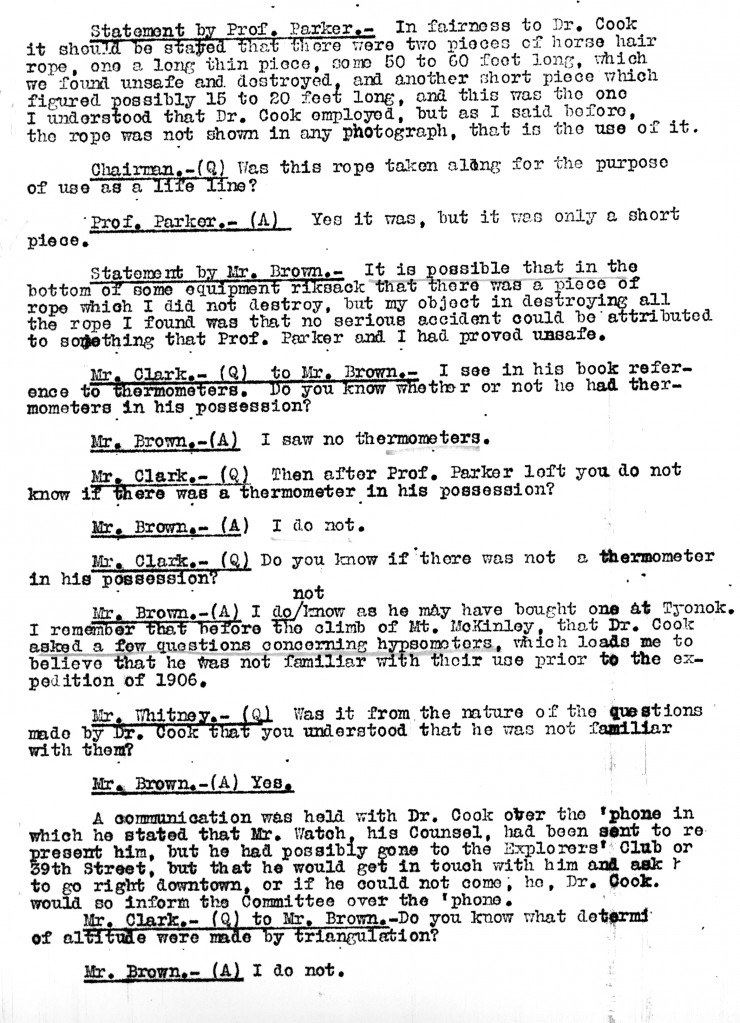 Statement by Prof. Parker.- In fairness to Dr. Cook
it should be stated that there were two pieces of horse hair
rope, one a long thin piece, some 50 to 60 feet long, which
we found unsafe and destroyed, and another short piece which
figured possibly 15 to 20 feet long, and this was the one
I understood that Dr. Cook employed, but as I said before,
the rope was not shown in any photograph, that is the use of it.
Chairman.-(Q) Was this rope taken along for the purpose
of use as a life line?
Prof. Parker.- (A) Yes it was, but it was only a short
piece.
Statement by Mr. Brown.- It is possible that in the
bottom of some equipment riksack that there was a piece of
rope which I did not destroy, but my object in destroying all
the rope I found was that no serious accident could be attributed
to something that Prof. Parker and I had proved unsafe.
Mr. Clark.- (Q) to Mr. Brown.- I see in his book refer-
ence to thermometers. Do you know whether or not he had ther-
mometers in his possession?
Mr. Brown.-(A) I saw no thermometers.
Mr. Clark.- (Q) Then after Prof. Parker left you do not
know if there was a thermometer in his possession?
Mr. Brown.- (A) I do not.
Mr. Clark.- (Q) Do you know if there was not a thermometer
in his possession?
not
Mr. Brown.-(A) I do/know as he may have bought one at Tyonok.
I remember that before the climb of Mt. McKinley, that Dr. Cook
asked a few questions concerning hypsometers, which leads me to
believe that he was not familiar with their use prior to the ex-
pedition of 1906.
Mr. Whitney.- (Q) Was it from the nature of the questions
made by Dr. Cook that you understood that he was not familiar
with them?
Mr. Brown.-(A) Yes.
A communication was held with Dr. Cook over the 'phone in
which he stated that Mr. Watch, his Counsel, had been sent to re
present him, but he had possibly gone to the Explorers' Club or
39th Street, but that he would get in touch with him and ask
to go right downtown, or if he could not come, he, Dr. Cook.
would so inform the Committee over the 'phone.
Mr. Clark.- (Q) to Mr. Brown.-Do you know what determi
of altitude were made by triangulation?
Mr. Brown.- (A) I do not.